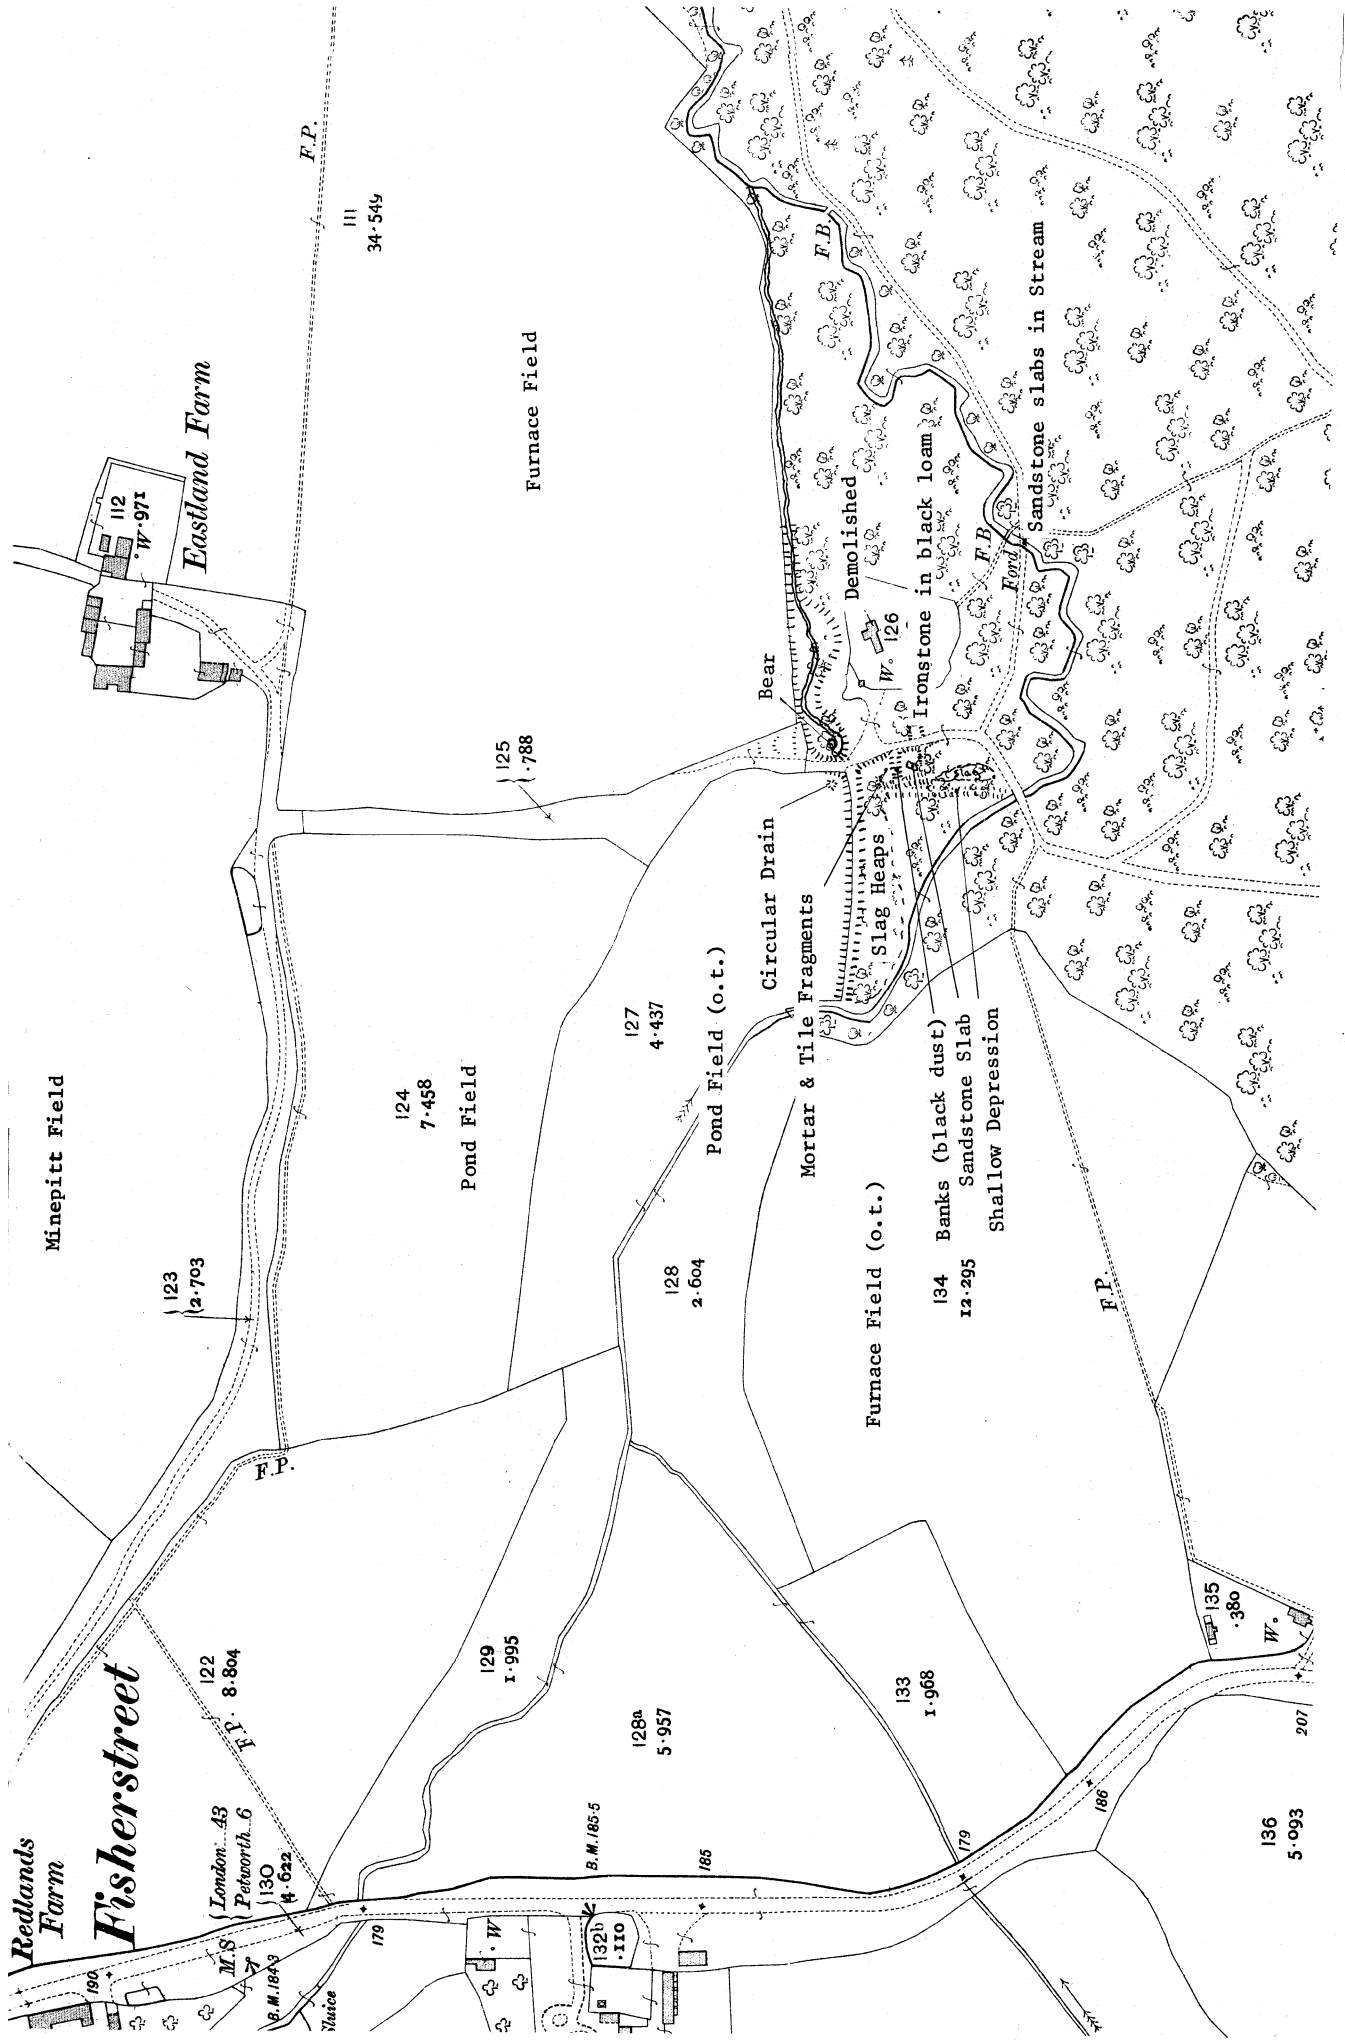 Redlands
Farm
Fisherstreet
190
M.S
London 43
Petworth 6
130
4·622
B.M.184·3
Sluice
179
F.P.
122
8·804
F.P.
123
2·703
Minepitt Field
124
7·458
Pond Field
125
·788
112
W·971
Eastland Farm
F.P.
111
34·549
Furnace Field
127
4·437
Pond Field (o.t.)
128
2·604
129
1·995
128a
5·957
B.M.185·5
185
W
132b
·110
179
133
1·968
186
136
5·093
207
135
·380
W.
F.P.
Furnace Field (o.t.)
134
12·295
Banks (black dust)
Sandstone Slab
Shallow Depression
Mortar & Tile Fragments
Circular Drain
Slag Heaps
Bear
Demolished
W. 126
Ironstone in black loam
F.B
Ford
Sandstone slabs in Stream
F.B.